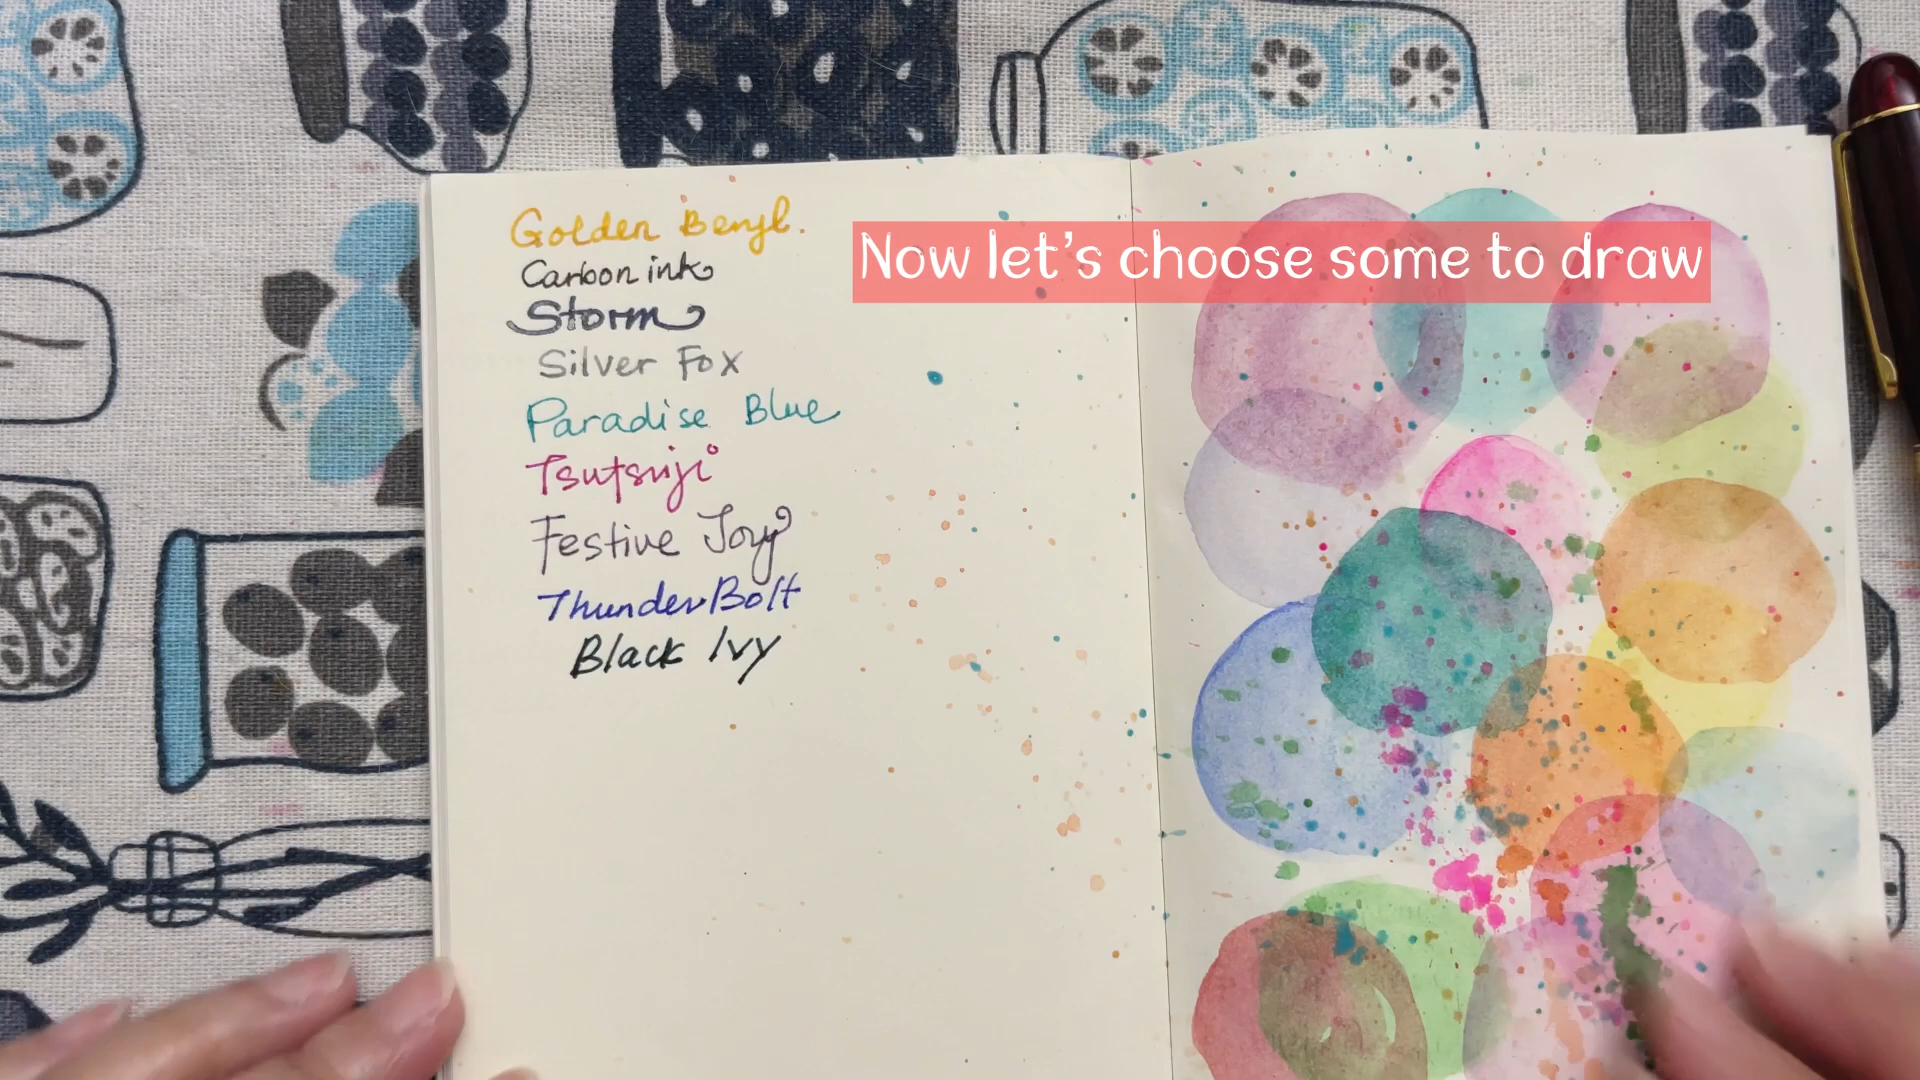 Golden Beryl.
Now let's choose some to draw
Carbon ink
Storm
Silver Fox
Paradise Blue
Tsutsuji
Festive Joy
ThunderBolt
Black Ivy